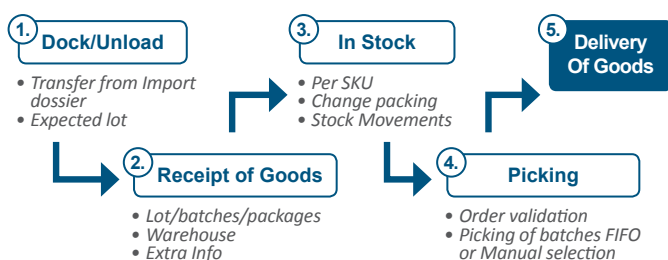 1.
Dock/Unload
• Transfer from Import
dossier
• Expected lot
2.
Receipt of Goods
• Lot/batches/packages
• Warehouse
• Extra Info
3.
In Stock
• Per SKU
• Change packing
• Stock Movements
4.
Picking
• Order validation
• Picking of batches FIFO
or Manual selection
5.
Delivery
Of Goods